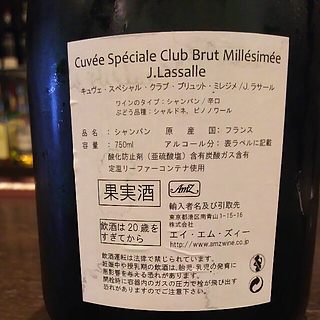 Cuvée Spéciale Club Brut Millésimée
J.Lassalle
キュヴェ・スペシャル・クラブ・ブリュット・ミレジメ/J.ラサール
ワインのタイプ：シャンパン/辛口
ぶどう品種：シャルドネ、ピノノワール
品名：シャンパン 原産国：フランス
容量：750ml アルコール分：表ラベルに記載
酸化防止剤（亜硫酸塩）含有炭酸ガス含有
定温リーファーコンテナ使用
果実酒
AMZ
飲酒は20歳を
すぎてから
輸入者名及び引取先
東京都港区南青山1-15-16
株式会社
エイ・エム・ズィー
http://www.amzwine.co.jp
飲酒運転は法律で禁じられています。
妊娠中や授乳期の飲酒は、胎児・乳児の発育に
悪影響を与える恐れがあります。
開栓時に容器内のガスの圧力で栓が飛び出す
恐れがありますのでご注意下さい。